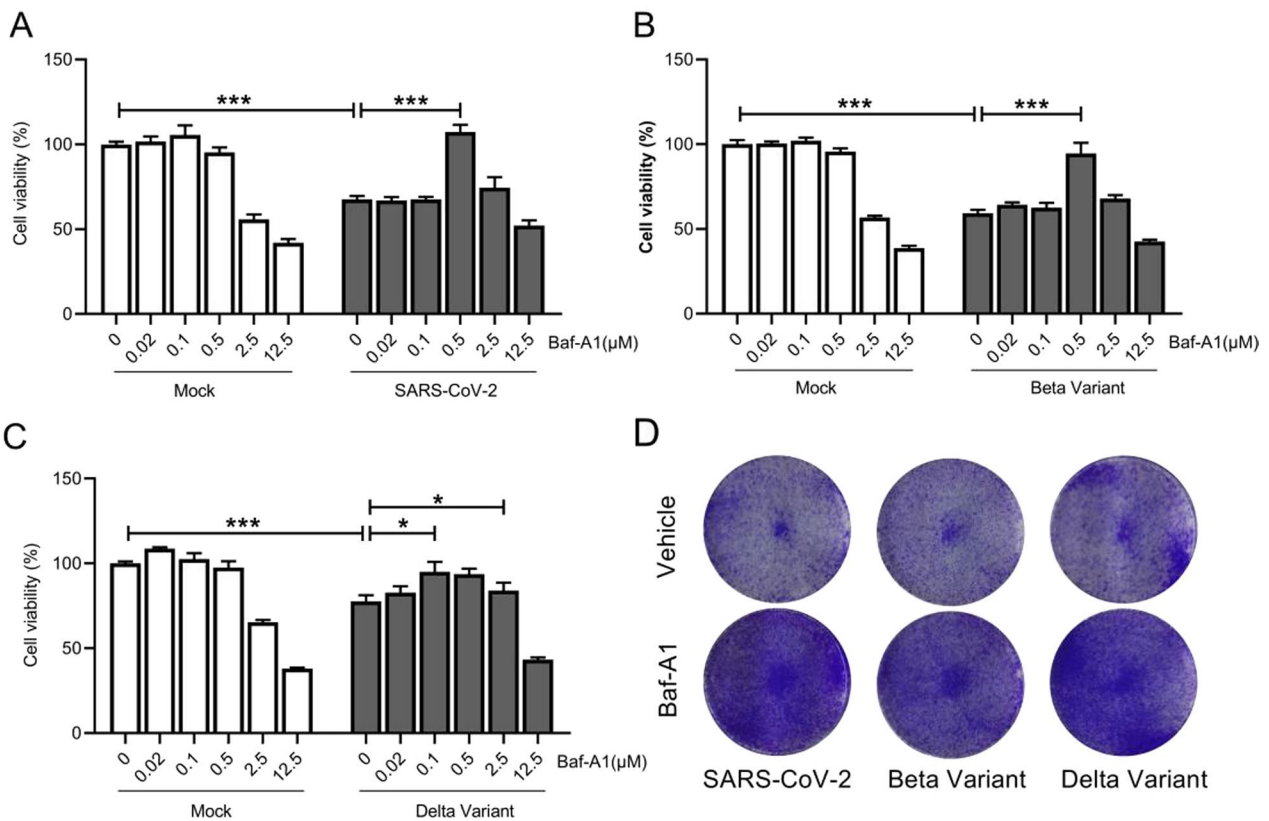 A
Cell viability (%)
150
100
50
0
***
***
0
0.02
0.1
0.5
2.5
12.5
0
0.02
0.1
0.5
2.5
12.5
Baf-A1(μM)
Mock
SARS-CoV-2
B
Cell viability (%)
150
100
50
0
***
***
0
0.02
0.1
0.5
2.5
12.5
0
0.02
0.1
0.5
2.5
12.5
Baf-A1(μM)
Mock
Beta Variant
C
Cell viability (%)
150
100
50
0
***
*
*
0
0.02
0.1
0.5
2.5
12.5
0
0.02
0.1
0.5
2.5
12.5
Baf-A1(μM)
Mock
Delta Variant
D
Vehicle
Baf-A1
SARS-CoV-2
Beta Variant
Delta Variant